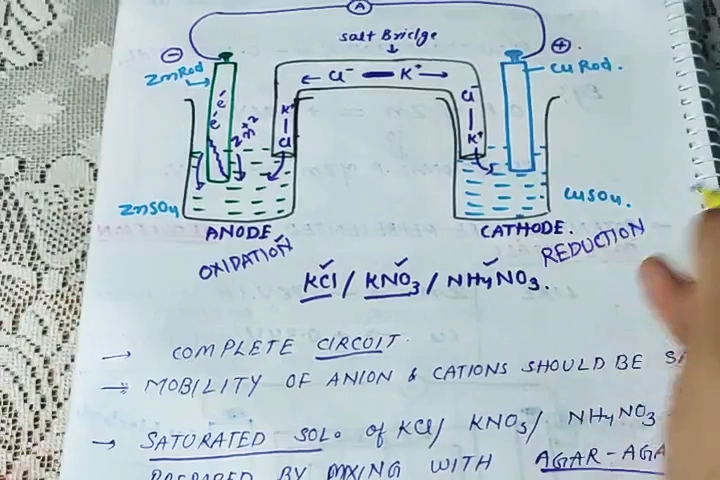 A
Salt Bridge
−
+
Zn Rod
Cu Rod.
Cl⁻ — K⁺
e⁻
e⁻
Zn⁺²
K⁺
Cl⁻
Cl⁻
K⁺
ZnSO₄
CuSO₄.
ANODE
CATHODE.
OXIDATION
REDUCTION
KCl / KNO₃ / NH₄NO₃.
→ COMPLETE CIRCUIT.
→ MOBILITY OF ANION & CATIONS SHOULD BE
→ SATURATED SOL. of KCl/ KNO₃/ NH₄NO₃
PREPARED BY MIXING WITH AGAR-AGA